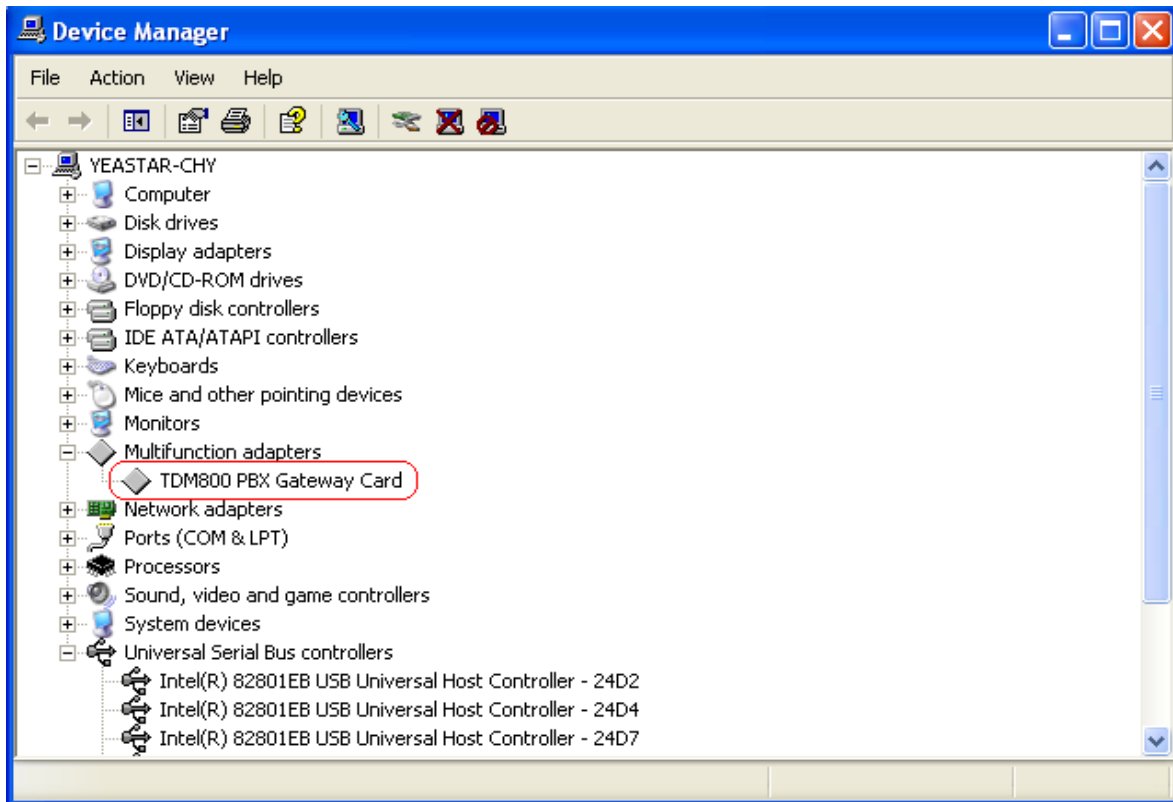 Device Manager
File Action View Help
YEASTAR-CHY
Computer
Disk drives
Display adapters
DVD/CD-ROM drives
Floppy disk controllers
IDE ATA/ATAPI controllers
Keyboards
Mice and other pointing devices
Monitors
Multifunction adapters
TDM800 PBX Gateway Card
Network adapters
Ports (COM & LPT)
Processors
Sound, video and game controllers
System devices
Universal Serial Bus controllers
Intel(R) 82801EB USB Universal Host Controller - 24D2
Intel(R) 82801EB USB Universal Host Controller - 24D4
Intel(R) 82801EB USB Universal Host Controller - 24D7